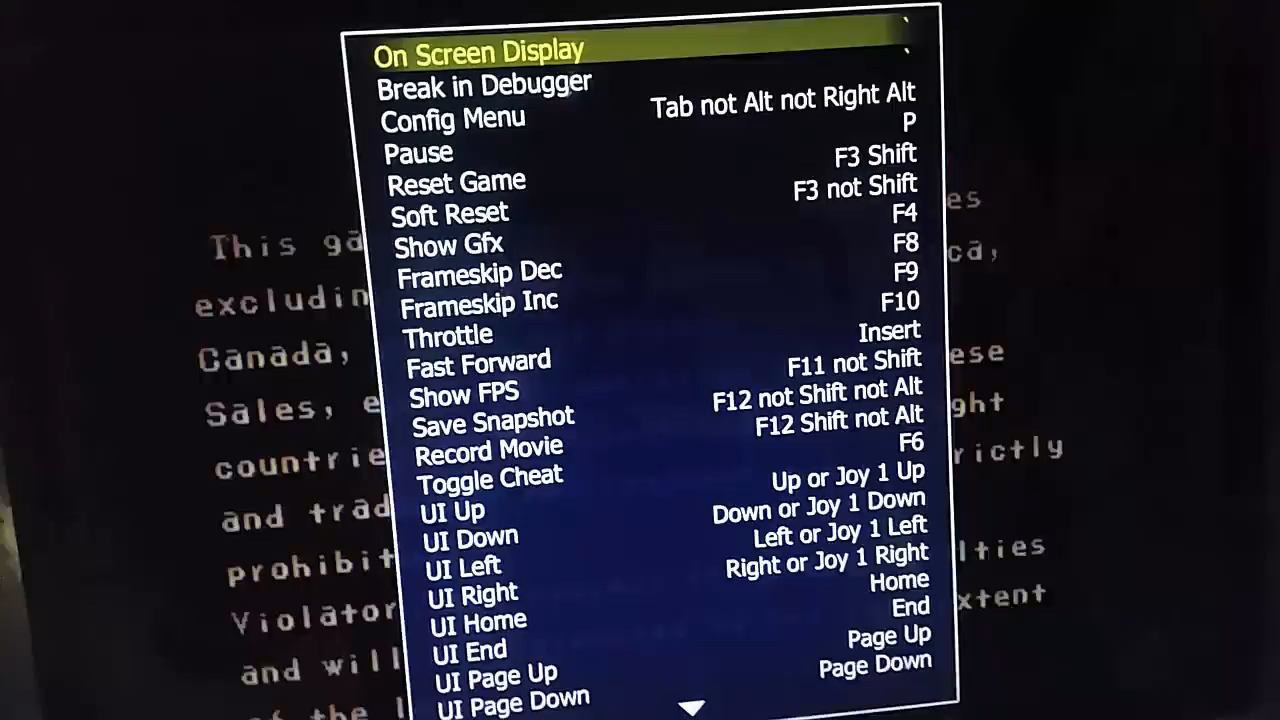 On Screen Display `
Break in Debugger `
Config Menu Tab not Alt not Right Alt
Pause P
Reset Game F3 Shift
Soft Reset F3 not Shift
Show Gfx F4
Frameskip Dec F8
Frameskip Inc F9
Throttle F10
Fast Forward Insert
Show FPS F11 not Shift
Save Snapshot F12 not Shift not Alt
Record Movie F12 Shift not Alt
Toggle Cheat F6
UI Up Up or Joy 1 Up
UI Down Down or Joy 1 Down
UI Left Left or Joy 1 Left
UI Right Right or Joy 1 Right
UI Home Home
UI End End
UI Page Up Page Up
UI Page Down Page Down
This ga es
excludin ca,
Canada,
Sales, e ese
countrie ght
and trad rictly
prohibit
Violator lties
and will xtent
of the